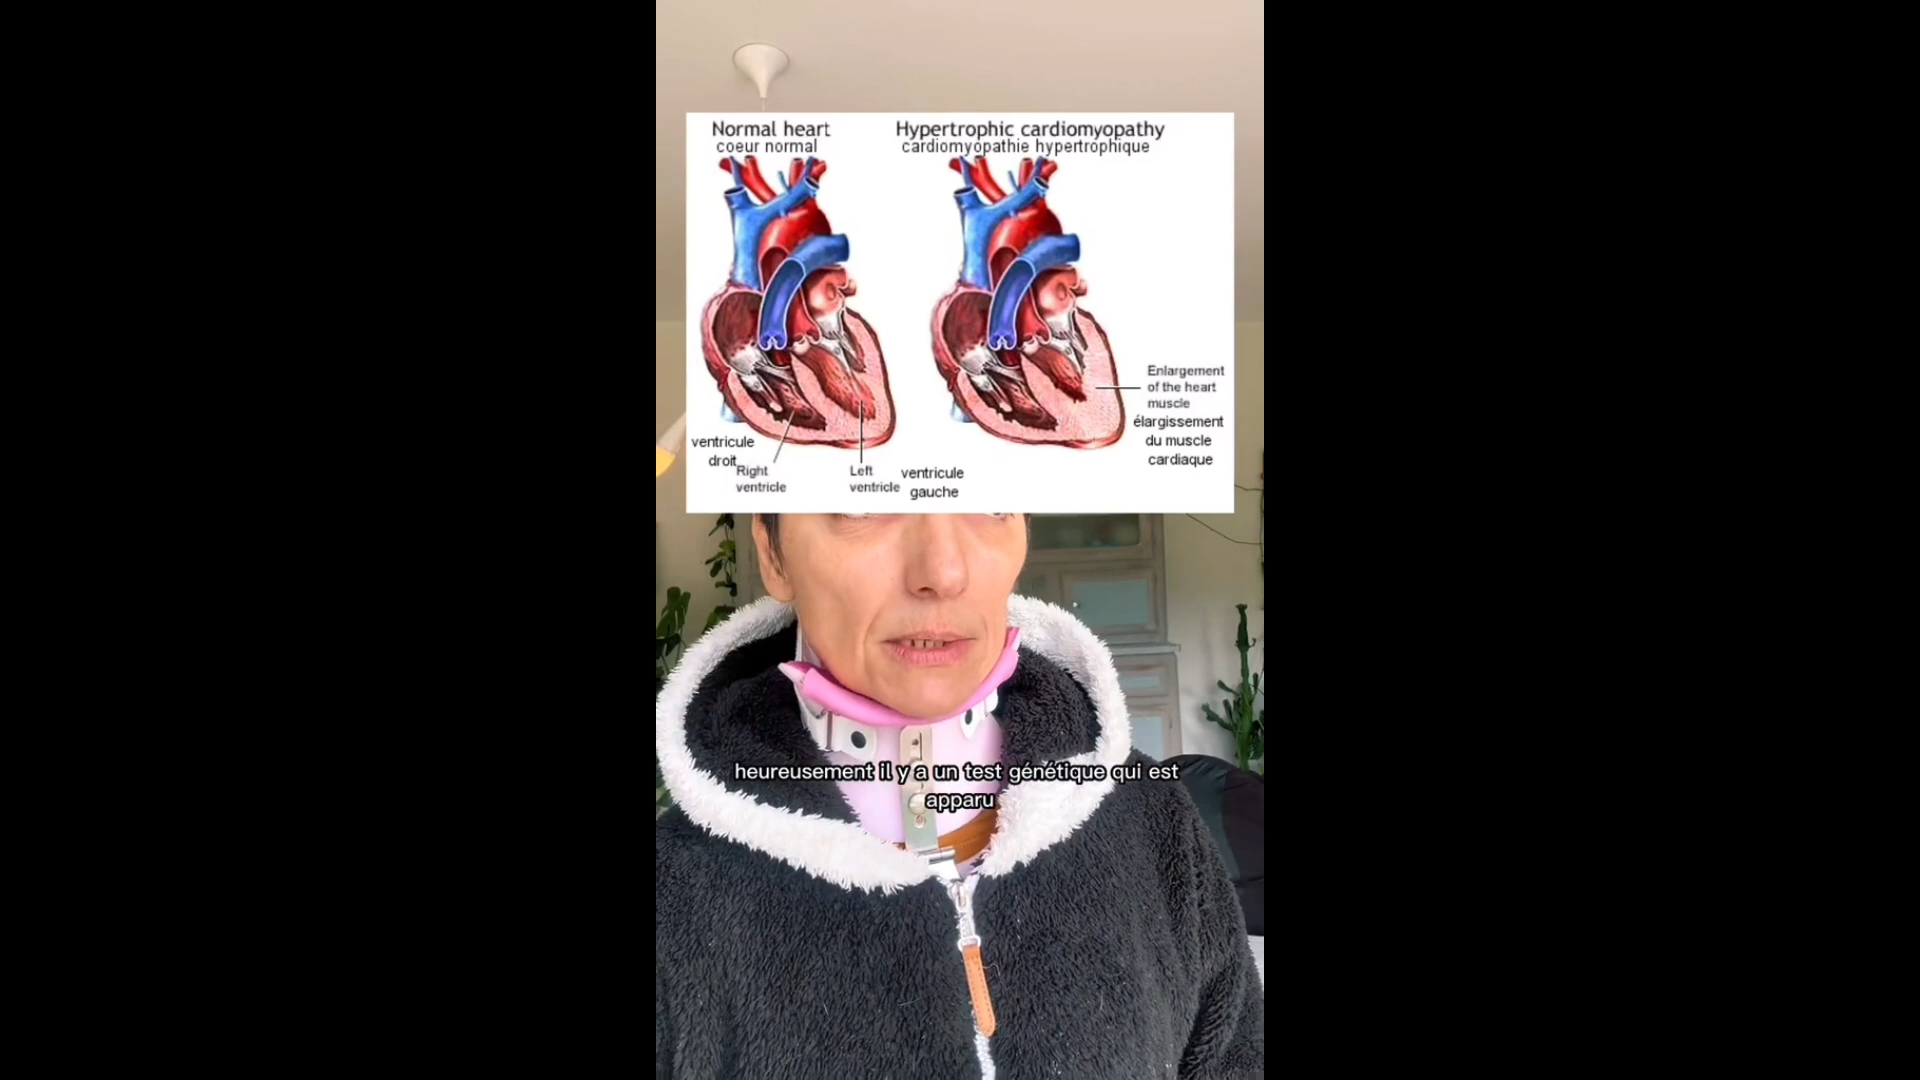 Normal heart
coeur normal
Hypertrophic cardiomyopathy
cardiomyopathie hypertrophique
Enlargement
of the heart
muscle
élargissement
du muscle
cardiaque
ventricule
droit
Right
ventricle
Left
ventricle
ventricule
gauche
heureusement il y a un test génétique qui est
apparu